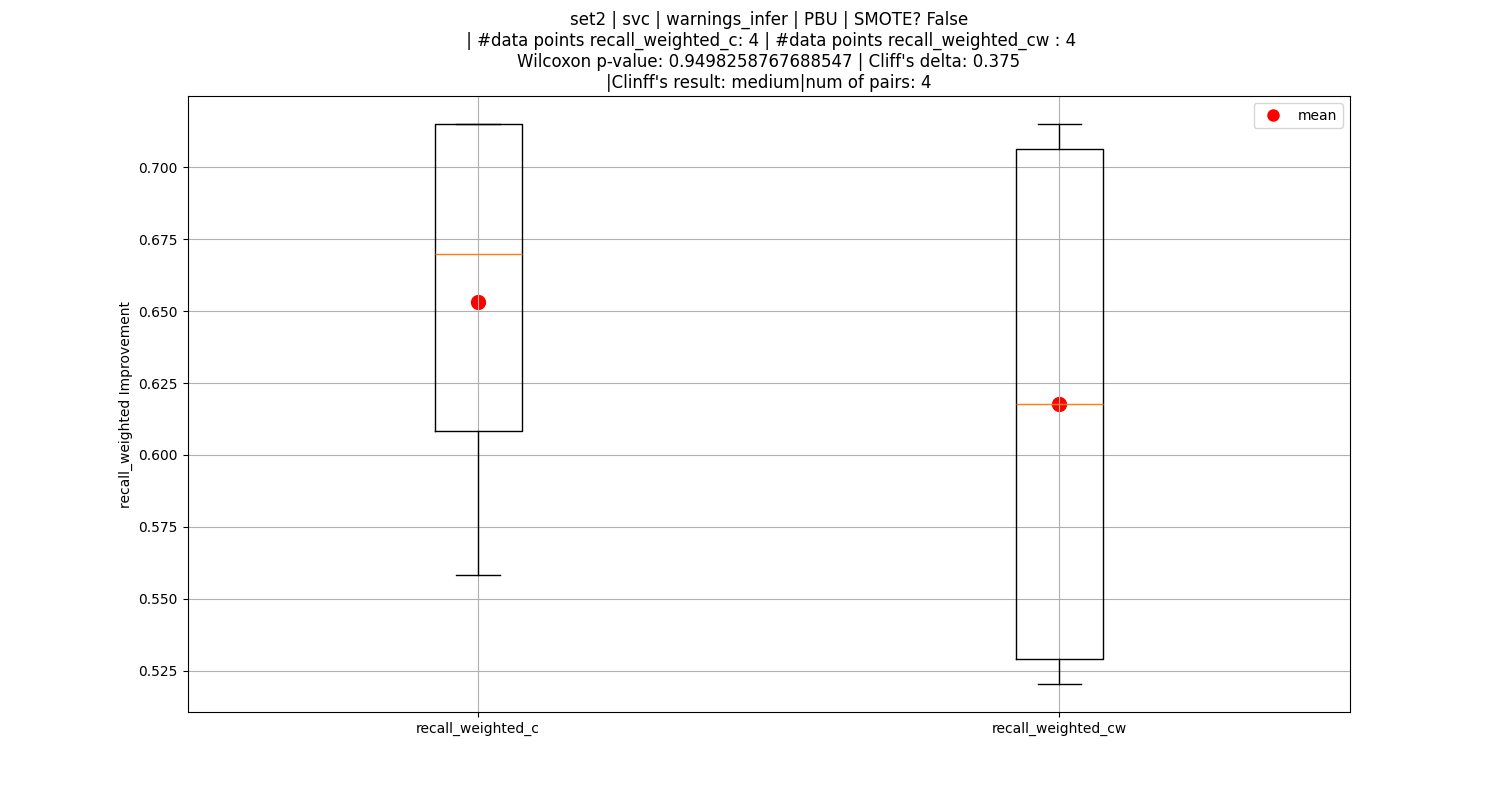 set2 | svc | warnings_infer | PBU | SMOTE? False
| #data points recall_weighted_c: 4 | #data points recall_weighted_cw : 4
Wilcoxon p-value: 0.9498258767688547 | Cliff's delta: 0.375
|Clinff's result: medium|num of pairs: 4
mean
0.700
0.675
0.650
0.625
0.600
0.575
0.550
0.525
recall_weighted Improvement
recall_weighted_c
recall_weighted_cw